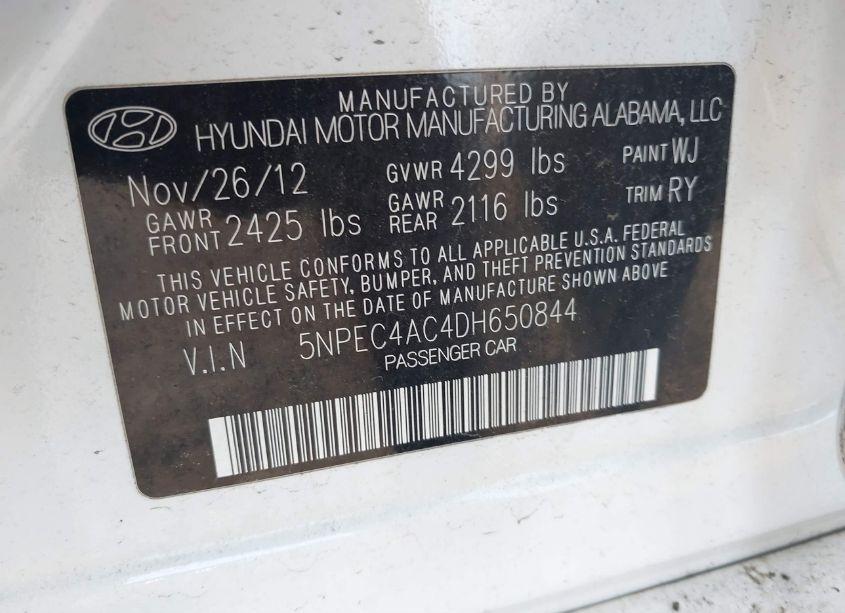 MANUFACTURED BY
HYUNDAI MOTOR MANUFACTURING ALABAMA, LLC
Nov/26/12 GVWR 4299 lbs PAINT WJ
GAWR FRONT 2425 lbs GAWR REAR 2116 lbs TRIM RY
THIS VEHICLE CONFORMS TO ALL APPLICABLE U.S.A. FEDERAL
MOTOR VEHICLE SAFETY, BUMPER, AND THEFT PREVENTION STANDARDS
IN EFFECT ON THE DATE OF MANUFACTURE SHOWN ABOVE
V.I.N 5NPEC4AC4DH650844
PASSENGER CAR